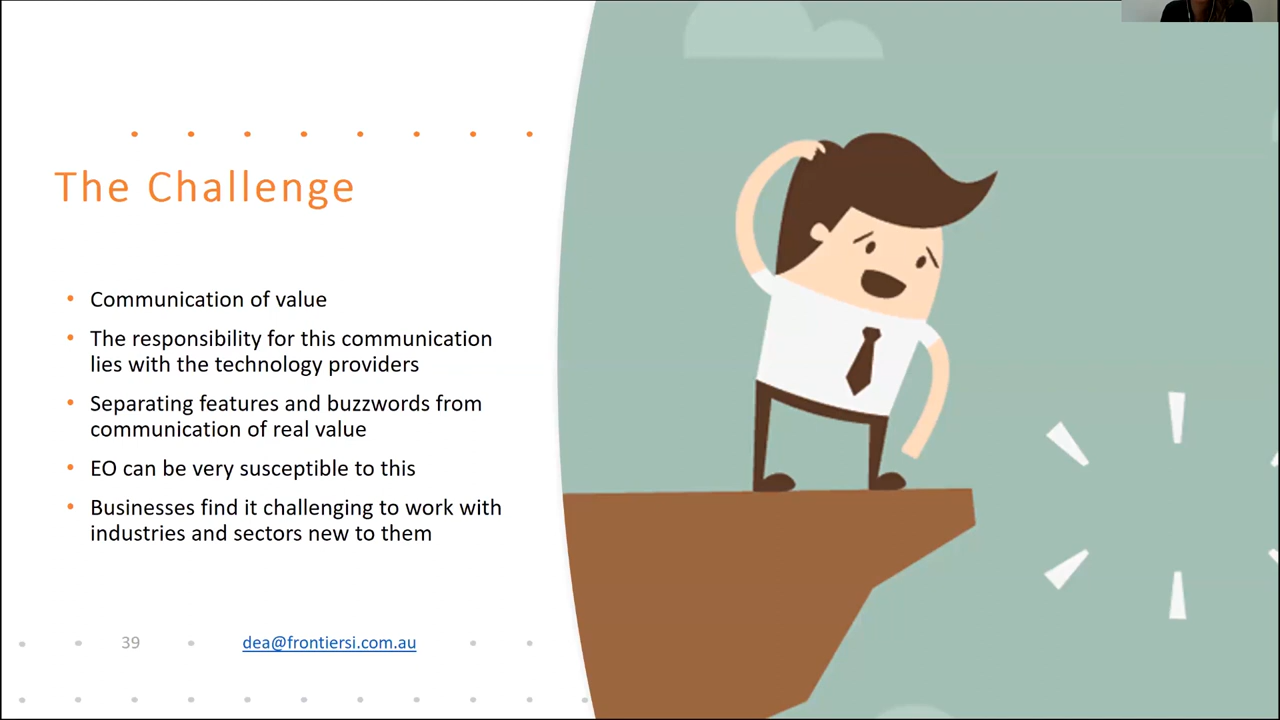 The Challenge
• Communication of value
• The responsibility for this communication
lies with the technology providers
• Separating features and buzzwords from
communication of real value
• EO can be very susceptible to this
• Businesses find it challenging to work with
industries and sectors new to them
39
dea@frontiersi.com.au